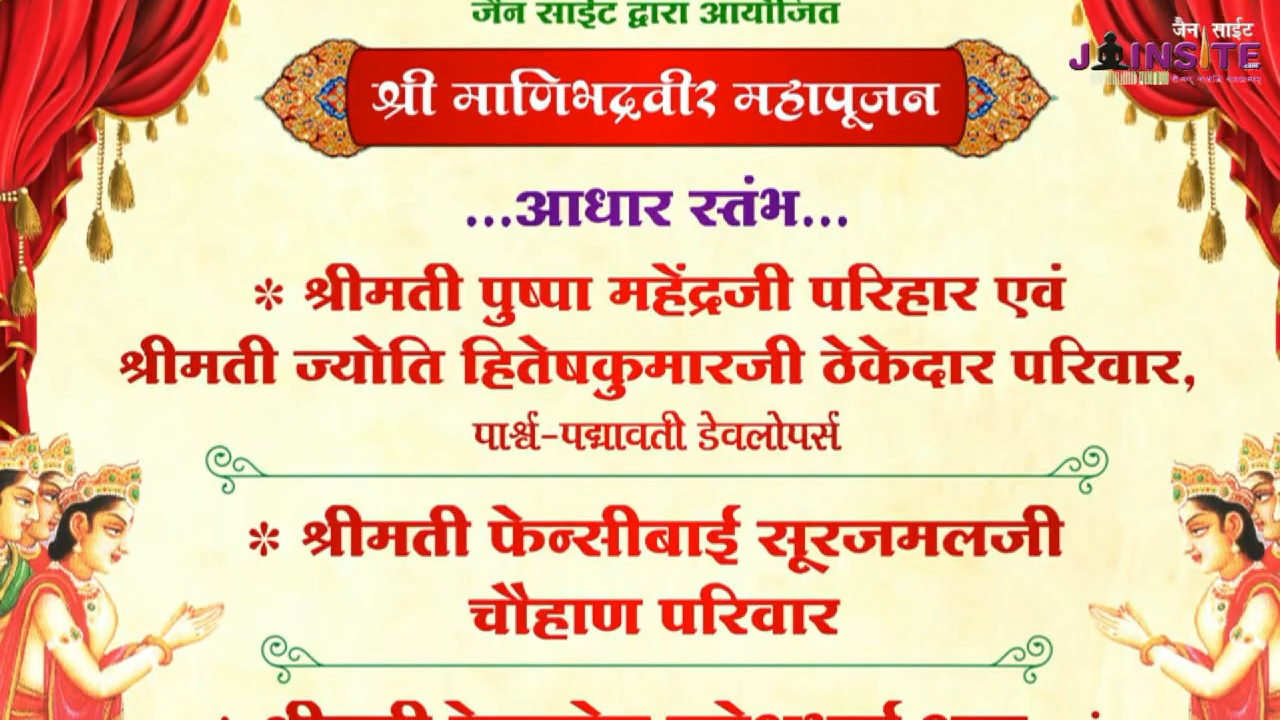 जैन साईट द्वारा आयोजित
जैन साईट
JAINSITE
.com
श्री माणिभद्रवीर महापूजन
...आधार स्तंभ...
* श्रीमती पुष्पा महेंद्रजी परिहार एवं
श्रीमती ज्योति हितेषकुमारजी ठेकेदार परिवार,
पार्श्व-पद्मावती डेवलोपर्स
* श्रीमती फेन्सीबाई सूरजमलजी
चौहाण परिवार